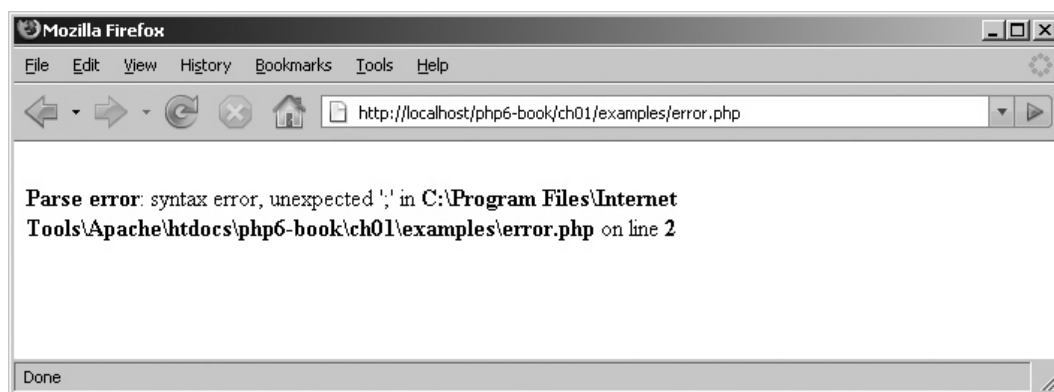 Mozilla Firefox
File Edit View History Bookmarks Tools Help
http://localhost/php6-book/ch01/examples/error.php
Parse error: syntax error, unexpected ';' in C:\Program Files\Internet
Tools\Apache\htdocs\php6-book\ch01\examples\error.php on line 2
Done